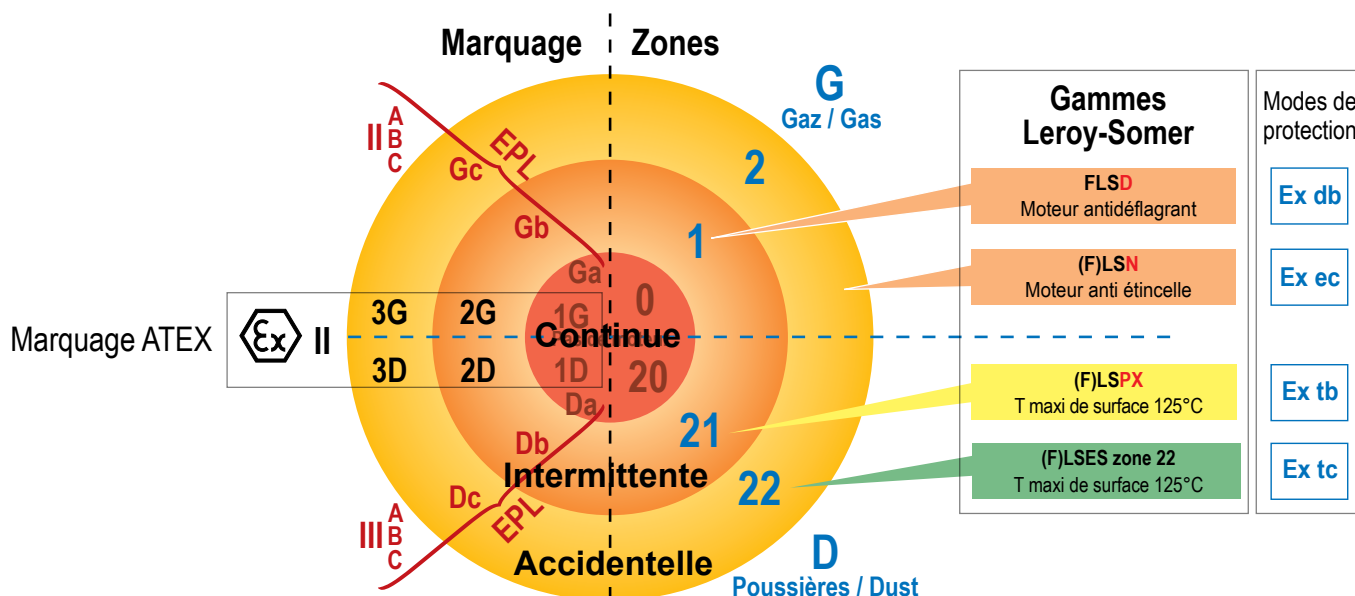 Marquage Zones
G
Gaz / Gas
II A B C
EPL
Gc
Gb
Ga
2
1
0
Marquage ATEX
Ex II
3G 2G 1G
Continue
3D 2D 1D
20
Da
Db
Dc
EPL
III A B C
21
Intermittente
22
Accidentelle
D
Poussières / Dust
Gammes
Leroy-Somer
FLSD
Moteur antidéflagrant
(F)LSN
Moteur anti étincelle
(F)LSPX
T maxi de surface 125°C
(F)LSES zone 22
T maxi de surface 125°C
Modes de
protection
Ex db
Ex ec
Ex tb
Ex tc